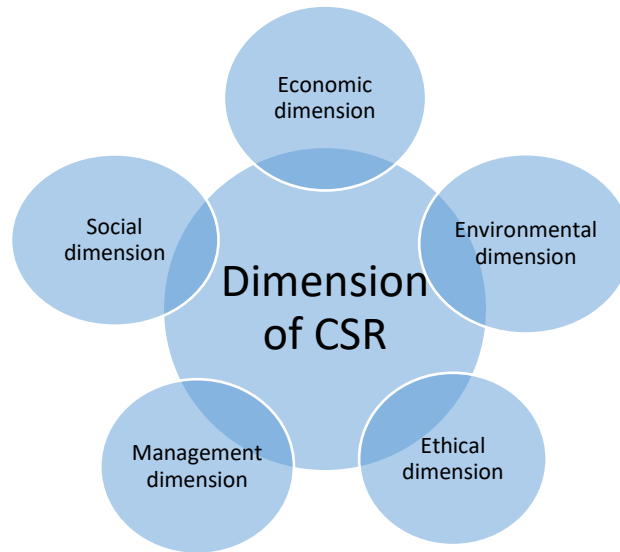 Economic
dimension
Social
dimension
Environmental
dimension
Dimension
of CSR
Management
dimension
Ethical
dimension